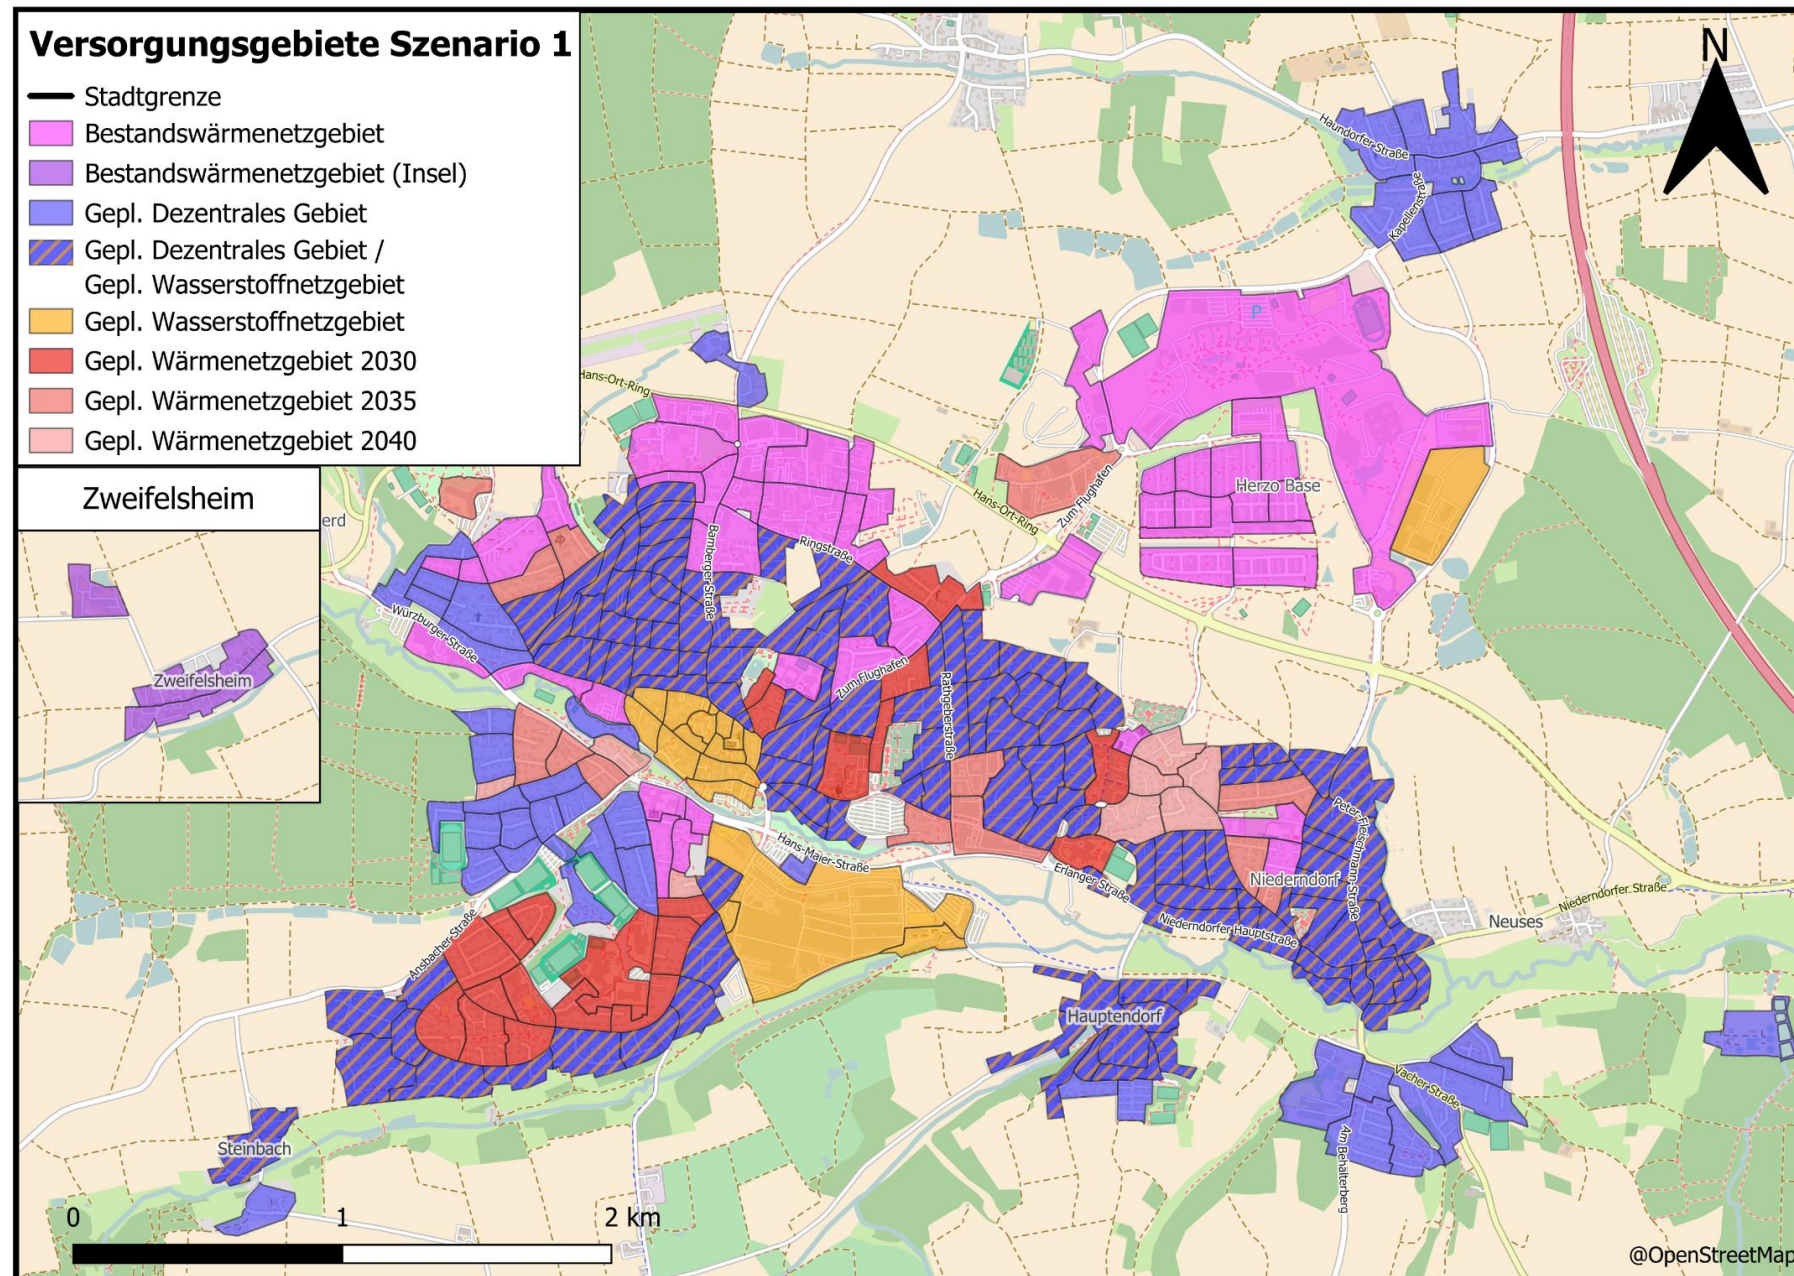 Versorgungsgebiete Szenario 1
Stadtgrenze
Bestandswärmenetzgebiet
Bestandswärmenetzgebiet (Insel)
Gepl. Dezentrales Gebiet
Gepl. Dezentrales Gebiet /
Gepl. Wasserstoffnetzgebiet
Gepl. Wasserstoffnetzgebiet
Gepl. Wärmenetzgebiet 2030
Gepl. Wärmenetzgebiet 2035
Gepl. Wärmenetzgebiet 2040
Zweifelsheim
Zweifelsheim
N
Haundorfer Straße
Kapellenstraße
P
Hans-Ort-Ring
Hans-Ort-Ring
Zum Flughafen
Herzo Base
erd
Bamberger Straße
Ringstraße
Würzburger Straße
Zum Flughafen
Rathgeberstraße
Peter-Fleischmann-Straße
Hans-Maier-Straße
Erlanger Straße
Niederndorf
Niederndorfer Straße
Neuses
Ansbacher Straße
Niederndorfer Hauptstraße
Hauptendorf
Vacher Straße
Am Behälterberg
Steinbach
0 1 2 km
@OpenStreetMap